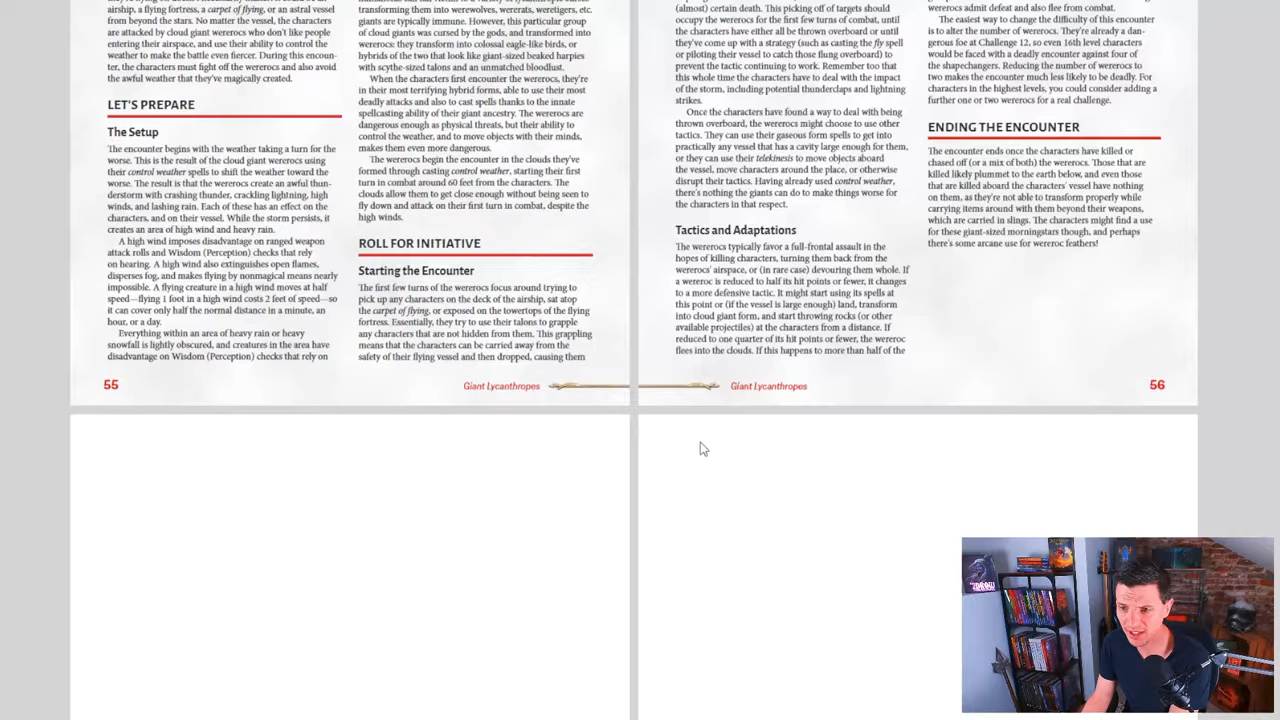 airship, a flying fortress, a carpet of flying, or an astral vessel
from beyond the stars. No matter the vessel, the characters
are attacked by cloud giant wererocs who don't like people
entering their airspace, and use their ability to control the
weather to make the battle even fiercer. During this encoun-
ter, the characters must fight off the wererocs and also avoid
the awful weather that they've magically created.
LET'S PREPARE
The Setup
The encounter begins with the weather taking a turn for the
worse. This is the result of the cloud giant wererocs using
their control weather spells to shift the weather toward the
worse. The result is that the wererocs create an awful thun-
derstorm with crashing thunder, crackling lightning, high
winds, and lashing rain. Each of these has an effect on the
characters, and on their vessel. While the storm persists, it
creates an area of high wind and heavy rain.
A high wind imposes disadvantage on ranged weapon
attack rolls and Wisdom (Perception) checks that rely
on hearing. A high wind also extinguishes open flames,
disperses fog, and makes flying by nonmagical means nearly
impossible. A flying creature in a high wind moves at half
speed—flying 1 foot in a high wind costs 2 feet of speed—so
it can cover only half the normal distance in a minute, an
hour, or a day.
Everything within an area of heavy rain or heavy
snowfall is lightly obscured, and creatures in the area have
disadvantage on Wisdom (Perception) checks that rely on
transforming them into werewolves, wererats, weretigers, etc.
giants are typically immune. However, this particular group
of cloud giants was cursed by the gods, and transformed into
wererocs; they transform into colossal eagle-like birds, or
hybrids of the two that look like giant-sized beaked harpies
with scythe-sized talons and an unmatched bloodlust.
When the characters first encounter the wererocs, they're
in their most terrifying hybrid forms, able to use their most
deadly attacks and also to cast spells thanks to the innate
spellcasting ability of their giant ancestry. The wererocs are
dangerous enough as physical threats, but their ability to
control the weather, and to move objects with their minds,
makes them even more dangerous.
The wererocs begin the encounter in the clouds they've
formed through casting control weather, starting their first
turn in combat around 60 feet from the characters. The
clouds allow them to get close enough without being seen to
fly down and attack on their first turn in combat, despite the
high winds.
ROLL FOR INITIATIVE
Starting the Encounter
The first few turns of the wererocs focus around trying to
pick up any characters on the deck of the airship, sat atop
the carpet of flying, or exposed on the towertops of the flying
fortress. Essentially, they try to use their talons to grapple
any characters that are not hidden from them. This grappling
means that the characters can be carried away from the
safety of their flying vessel and then dropped, causing them
55
Giant Lycanthropes
(almost) certain death. This picking off of targets should
occupy the wererocs for the first few turns of combat, until
the characters have either all be thrown overboard or until
they've come up with a strategy (such as casting the fly spell
or piloting their vessel to catch those flung overboard) to
prevent the tactic continuing to work. Remember too that
this whole time the characters have to deal with the impact
of the storm, including potential thunderclaps and lightning
strikes.
Once the characters have found a way to deal with being
thrown overboard, the wererocs might choose to use other
tactics. They can use their gaseous form spells to get into
practically any vessel that has a cavity large enough for them,
or they can use their telekinesis to move objects aboard
the vessel, move characters around the place, or otherwise
disrupt their tactics. Having already used control weather,
there's nothing the giants can do to make things worse for
the characters in that respect.
Tactics and Adaptations
The wererocs typically favor a full-frontal assault in the
hopes of killing characters, turning them back from the
wererocs' airspace, or (in rare case) devouring them whole. If
a wereroc is reduced to half its hit points or fewer, it changes
to a more defensive tactic. It might start using its spells at
this point or (if the vessel is large enough) land, transform
into cloud giant form, and start throwing rocks (or other
available projectiles) at the characters from a distance. If
reduced to one quarter of its hit points or fewer, the wereroc
flees into the clouds. If this happens to more than half of the
wererocs admit defeat and also flee from combat.
The easiest way to change the difficulty of this encounter
is to alter the number of wererocs. They're already a dan-
gerous foe at Challenge 12, so even 16th level characters
would be faced with a deadly encounter against four of
the shapechangers. Reducing the number of wererocs to
two makes the encounter much less likely to be deadly. For
characters in the highest levels, you could consider adding a
further one or two wererocs for a real challenge.
ENDING THE ENCOUNTER
The encounter ends once the characters have killed or
chased off (or a mix of both) the wererocs. Those that are
killed likely plummet to the earth below, and even those
that are killed aboard the characters' vessel have nothing
on them, as they're not able to transform properly while
carrying items around with them beyond their weapons,
which are carried in slings. The characters might find a use
for these giant-sized morningstars though, and perhaps
there's some arcane use for wereroc feathers!
Giant Lycanthropes
56